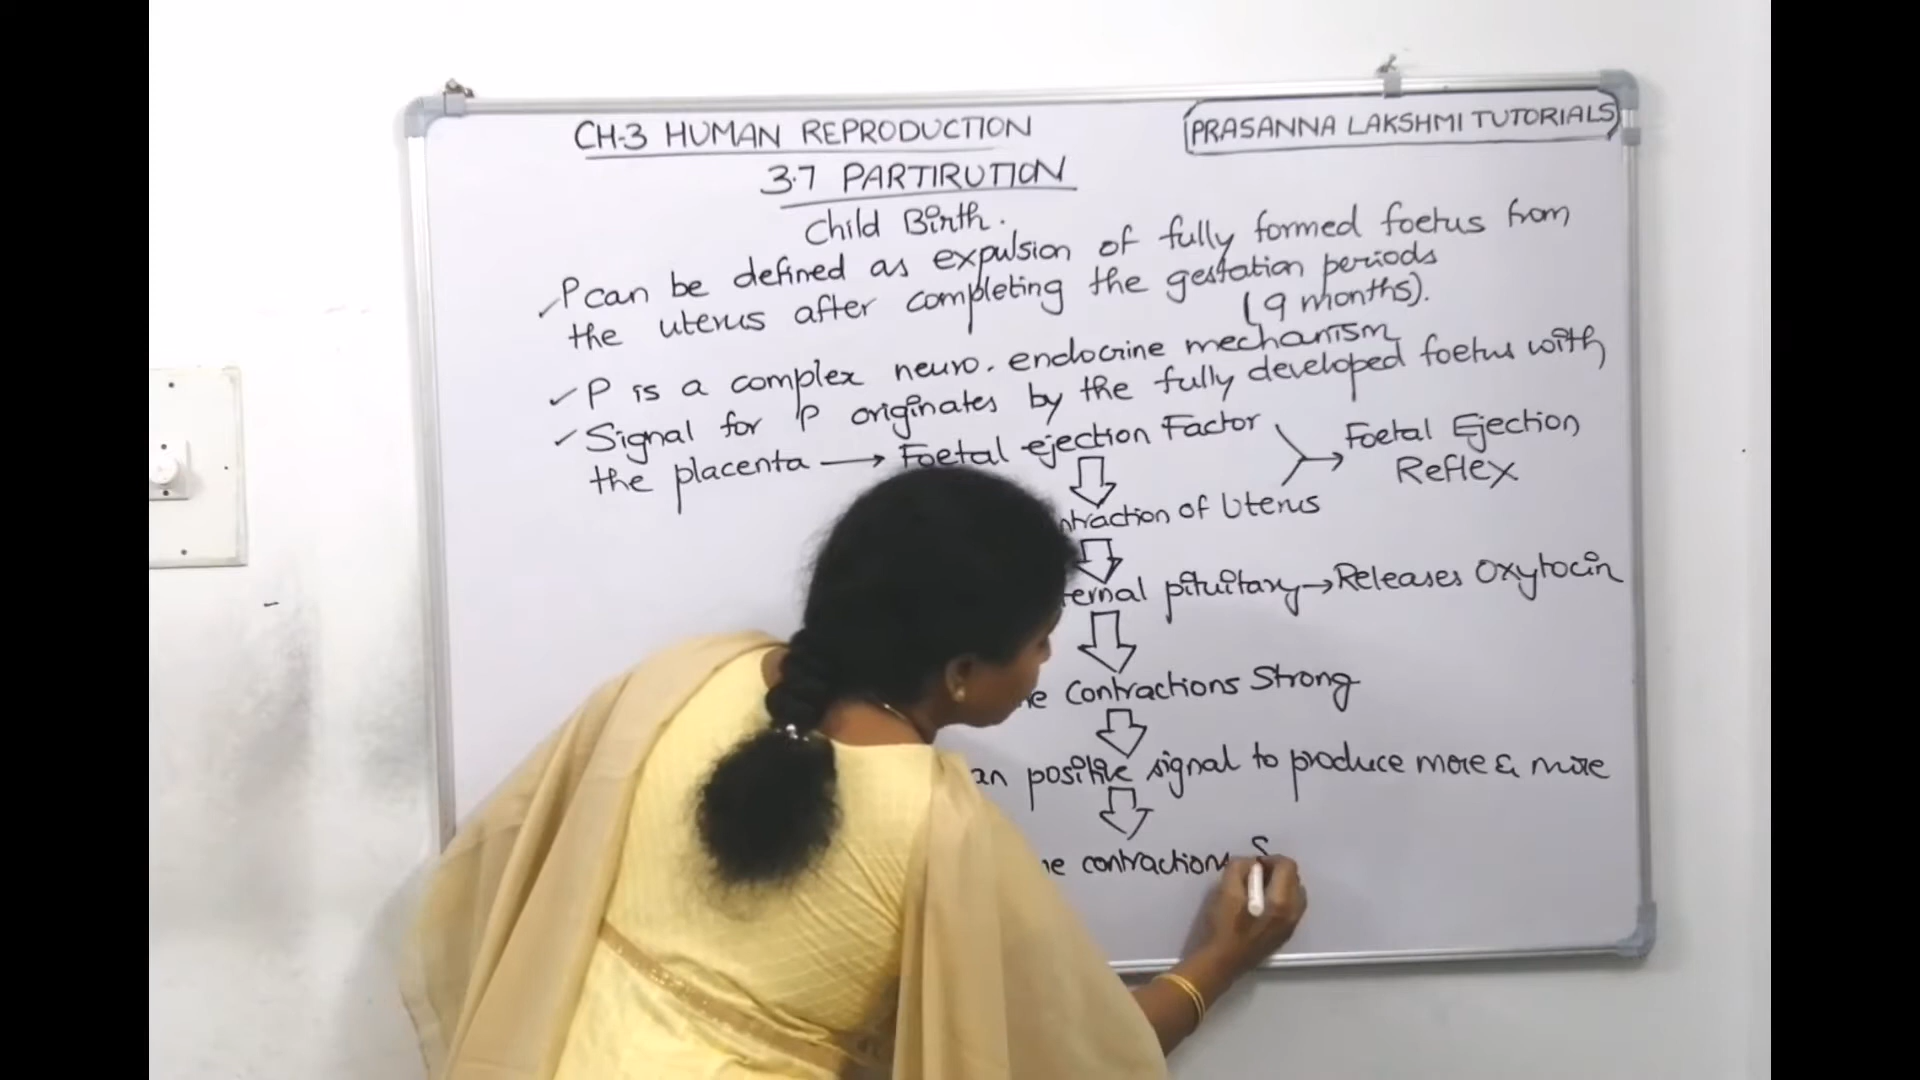 CH-3 HUMAN REPRODUCTION
PRASANNA LAKSHMI TUTORIALS
3.7 PARTIRUTION
Child Birth.
✓ P can be defined as expulsion of fully formed foetus from
the uterus after completing the gestation periods
(9 months).
✓ P is a complex neuro. endocrine mechanism
✓ Signal for P originates by the fully developed foetus with
the placenta → Foetal ejection Factor
Foetal Ejection
Reflex
of Uterus
pituitary → Releases Oxytocin
Contractions Strong
positive signal to produce more & more
contractions S